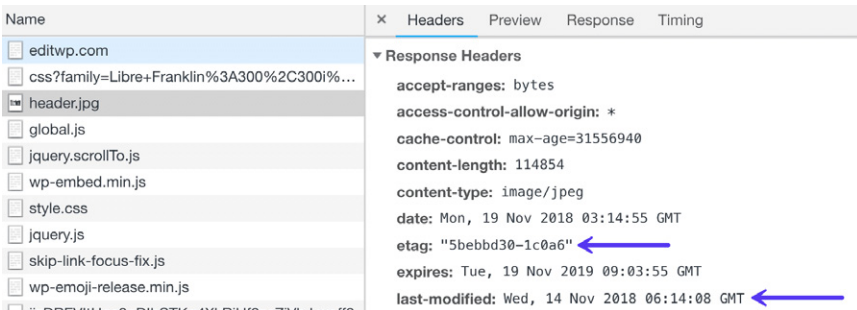 Name
editwp.com
css?family=Libre+Franklin%3A300%2C300i%...
header.jpg
global.js
jquery.scrollTo.js
wp-embed.min.js
style.css
jquery.js
skip-link-focus-fix.js
wp-emoji-release.min.js
× Headers Preview Response Timing
▼ Response Headers
accept-ranges: bytes
access-control-allow-origin: *
cache-control: max-age=31556940
content-length: 114854
content-type: image/jpeg
date: Mon, 19 Nov 2018 03:14:55 GMT
etag: "5bebbd30-1c0a6"
expires: Tue, 19 Nov 2019 09:03:55 GMT
last-modified: Wed, 14 Nov 2018 06:14:08 GMT